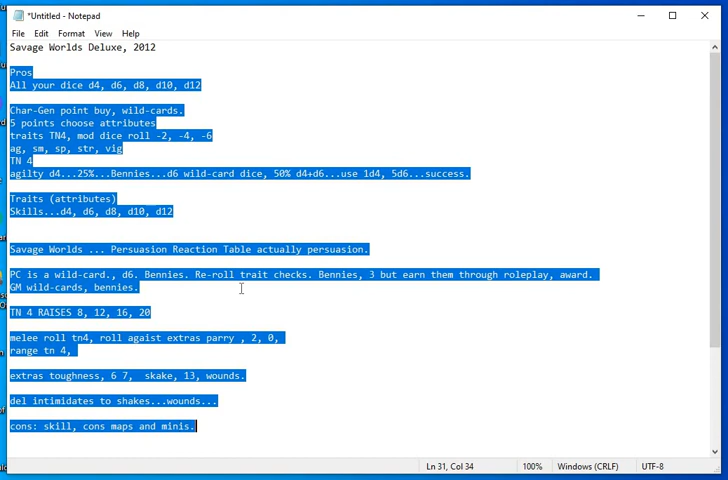 *Untitled - Notepad
File Edit Format View Help
Savage Worlds Deluxe, 2012
Pros
All your dice d4, d6, d8, d10, d12
Char-Gen point buy, wild-cards.
5 points choose attributes
traits TN4, mod dice roll -2, -4, -6
ag, sm, sp, str, vig
TN 4
agilty d4...25%...Bennies...d6 wild-card dice, 50% d4+d6...use 1d4, 5d6...success.
Traits (attributes)
Skills...d4, d6, d8, d10, d12
Savage Worlds ... Persuasion Reaction Table actually persuasion.
PC is a wild-card., d6. Bennies. Re-roll trait checks. Bennies, 3 but earn them through roleplay, award.
GM wild-cards, bennies.
TN 4 RAISES 8, 12, 16, 20
melee roll tn4, roll agaist extras parry , 2, 0,
range tn 4,
extras toughness, 6 7,  skake, 13, wounds.
del intimidates to shakes...wounds...
cons: skill, cons maps and minis.
Ln 31, Col 34 100% Windows (CRLF) UTF-8